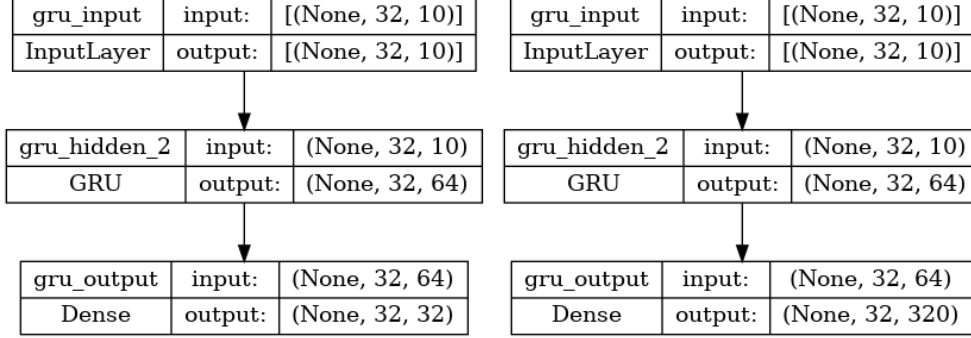 gru_input input: [(None, 32, 10)]
InputLayer output: [(None, 32, 10)]
gru_hidden_2 input: (None, 32, 10)
GRU output: (None, 32, 64)
gru_output input: (None, 32, 64)
Dense output: (None, 32, 32)
gru_input input: [(None, 32, 10)]
InputLayer output: [(None, 32, 10)]
gru_hidden_2 input: (None, 32, 10)
GRU output: (None, 32, 64)
gru_output input: (None, 32, 64)
Dense output: (None, 32, 320)